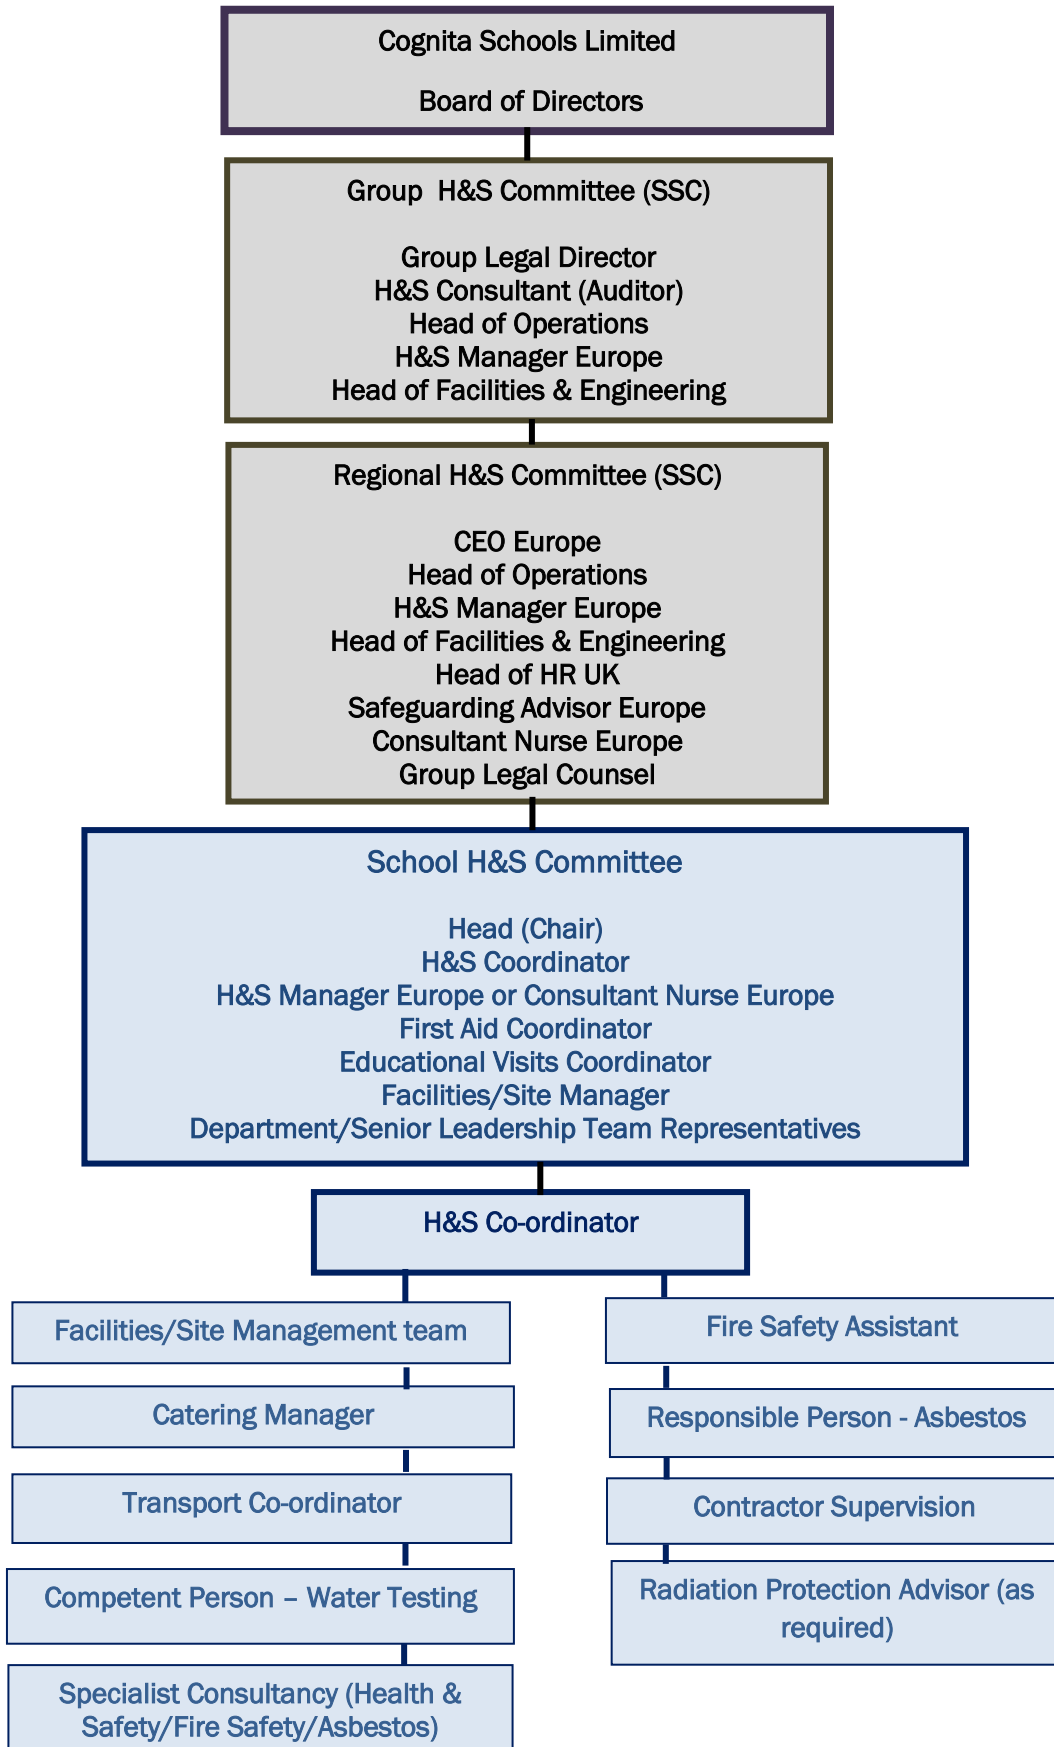 Cognita Schools Limited
Board of Directors
Group H&S Committee (SSC)
Group Legal Director
H&S Consultant (Auditor)
Head of Operations
H&S Manager Europe
Head of Facilities & Engineering
Regional H&S Committee (SSC)
CEO Europe
Head of Operations
H&S Manager Europe
Head of Facilities & Engineering
Head of HR UK
Safeguarding Advisor Europe
Consultant Nurse Europe
Group Legal Counsel
School H&S Committee
Head (Chair)
H&S Coordinator
H&S Manager Europe or Consultant Nurse Europe
First Aid Coordinator
Educational Visits Coordinator
Facilities/Site Manager
Department/Senior Leadership Team Representatives
H&S Co-ordinator
Facilities/Site Management team
Catering Manager
Transport Co-ordinator
Competent Person – Water Testing
Specialist Consultancy (Health &
Safety/Fire Safety/Asbestos)
Fire Safety Assistant
Responsible Person - Asbestos
Contractor Supervision
Radiation Protection Advisor (as
required)